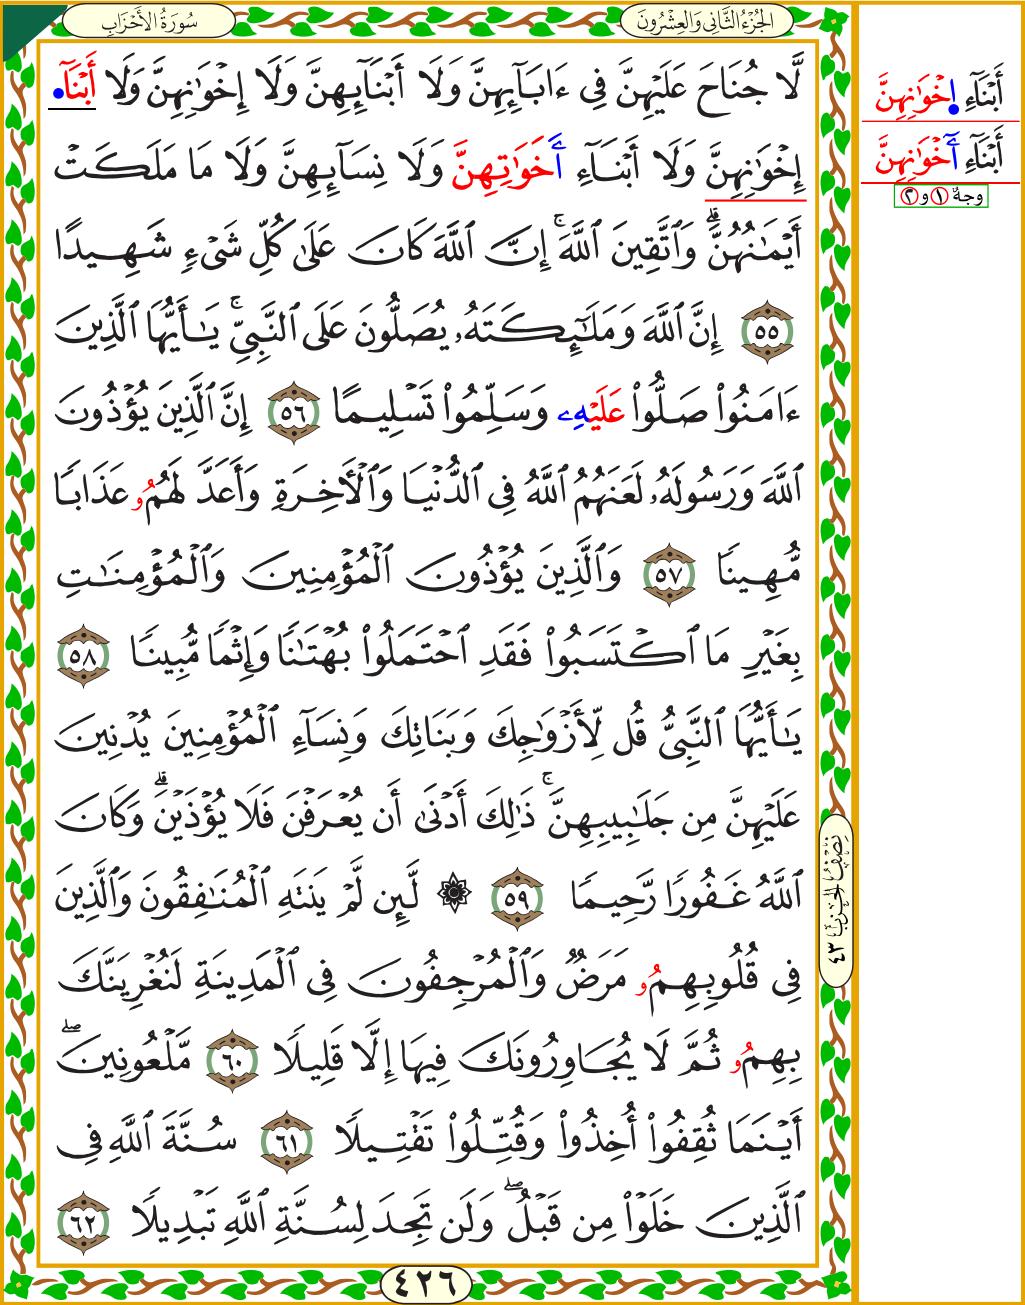 سُورَةُ الأَحْزَابِ
الجُزْءُ الثَّانِي وَالعِشْرُونَ
لَّا جُنَاحَ عَلَيْهِنَّ فِىٓ ءَابَآئِهِنَّ وَلَآ أَبْنَآئِهِنَّ وَلَآ إِخْوَٰنِهِنَّ وَلَآ أَبْنَآءِ
إِخْوَٰنِهِنَّ وَلَآ أَبْنَآءِ أَخَوَٰتِهِنَّ وَلَا نِسَآئِهِنَّ وَلَا مَا مَلَكَتْ
أَيْمَٰنُهُنَّ ۗ وَٱتَّقِينَ ٱللَّهَ ۚ إِنَّ ٱللَّهَ كَانَ عَلَىٰ كُلِّ شَىْءٍ شَهِيدًا
٥٥ إِنَّ ٱللَّهَ وَمَلَٰٓئِكَتَهُۥ يُصَلُّونَ عَلَى ٱلنَّبِىِّ ۚ يَٰٓأَيُّهَا ٱلَّذِينَ
ءَامَنُوا۟ صَلُّوا۟ عَلَيْهِۦ وَسَلِّمُوا۟ تَسْلِيمًا ٥٦ إِنَّ ٱلَّذِينَ يُؤْذُونَ
ٱللَّهَ وَرَسُولَهُۥ لَعَنَهُمُ ٱللَّهُ فِى ٱلدُّنْيَا وَٱلْأَخِرَةِ وَأَعَدَّ لَهُمُۥ عَذَابًا
مُّهِينًا ٥٧ وَٱلَّذِينَ يُؤْذُونَ ٱلْمُؤْمِنِينَ وَٱلْمُؤْمِنَٰتِ
بِغَيْرِ مَا ٱكْتَسَبُوا۟ فَقَدِ ٱحْتَمَلُوا۟ بُهْتَٰنًا وَإِثْمًا مُّبِينًا ٥٨
يَٰٓأَيُّهَا ٱلنَّبِىُّ قُل لِّأَزْوَٰجِكَ وَبَنَاتِكَ وَنِسَآءِ ٱلْمُؤْمِنِينَ يُدْنِينَ
عَلَيْهِنَّ مِن جَلَٰبِيبِهِنَّ ۚ ذَٰلِكَ أَدْنَىٰٓ أَن يُعْرَفْنَ فَلَا يُؤْذَيْنَ ۗ وَكَانَ
ٱللَّهُ غَفُورًا رَّحِيمًا ٥٩ ۞ لَّئِن لَّمْ يَنتَهِ ٱلْمُنَٰفِقُونَ وَٱلَّذِينَ
فِى قُلُوبِهِمُۥ مَرَضٌ وَٱلْمُرْجِفُونَ فِى ٱلْمَدِينَةِ لَنُغْرِيَنَّكَ
بِهِمُۥ ثُمَّ لَا يُجَاوِرُونَكَ فِيهَآ إِلَّا قَلِيلًا ٦٠ مَّلْعُونِينَ ۖ
أَيْنَمَا ثُقِفُوٓا۟ أُخِذُوا۟ وَقُتِّلُوا۟ تَقْتِيلًا ٦١ سُنَّةَ ٱللَّهِ فِى
ٱلَّذِينَ خَلَوْا۟ مِن قَبْلُ ۖ وَلَن تَجِدَ لِسُنَّةِ ٱللَّهِ تَبْدِيلًا ٦٢
٤٢٦
أَبْنَآءِ إِخْوَٰنِهِنَّ
أَبْنَآءِ أَخْوَٰنِهِنَّ
وجهٌ ١ و ٢
نِصْفُ الحِزْبِ ٤٣